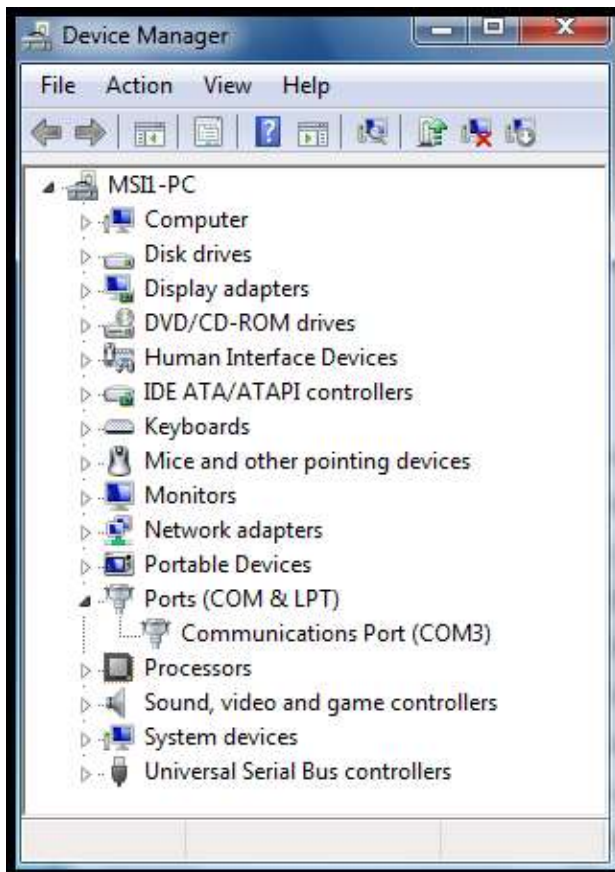 Device Manager
File Action View Help
MSI1-PC
Computer
Disk drives
Display adapters
DVD/CD-ROM drives
Human Interface Devices
IDE ATA/ATAPI controllers
Keyboards
Mice and other pointing devices
Monitors
Network adapters
Portable Devices
Ports (COM & LPT)
Communications Port (COM3)
Processors
Sound, video and game controllers
System devices
Universal Serial Bus controllers